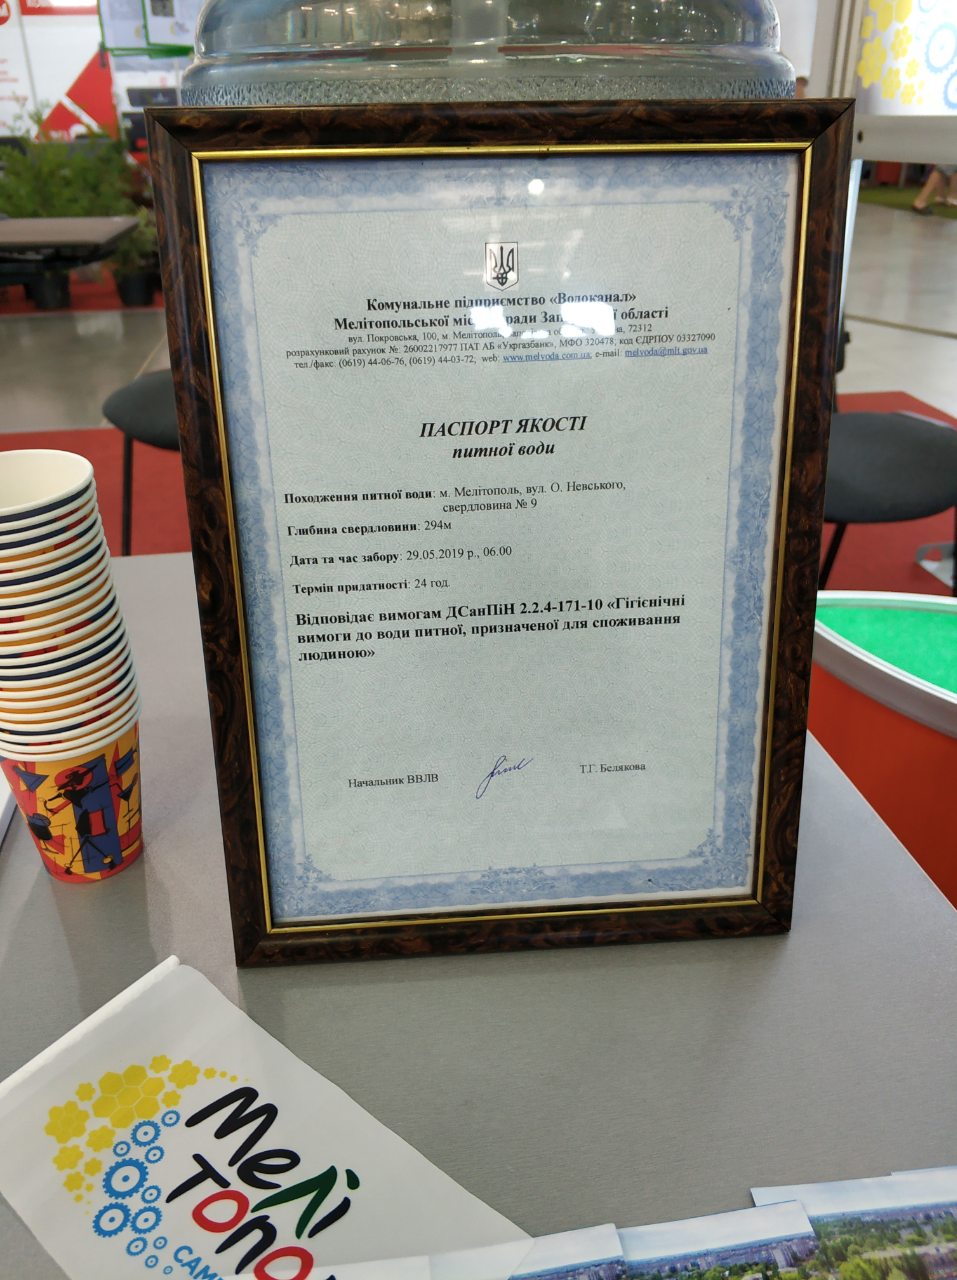 Комунальне підприємство «Водоканал»
Мелітопольської ради Запорізької області
вул. Покровська, 100, м. Мелітополь, 72312
розрахунковий рахунок № 26002217977 ПАТ АБ «Укргазбанк», МФО 320478, код ЄДРПОУ 03327090
тел./факс: (0619) 44-06-76, (0619) 44-03-72; web: www.melvoda.com.ua; e-mail: melvoda@mlt.gov.ua
ПАСПОРТ ЯКОСТІ
питної води
Походження питної води: м. Мелітополь, вул. О. Невського,
свердловина № 9
Глибина свердловини: 294м
Дата та час забору: 29.05.2019 р., 06.00
Термін придатності: 24 год.
Відповідає вимогам ДСанПіН 2.2.4-171-10 «Гігієнічні
вимоги до води питної, призначеної для споживання
людиною»
Начальник ВВЛВ Т.Г. Белякова
Мелі
ТОПО